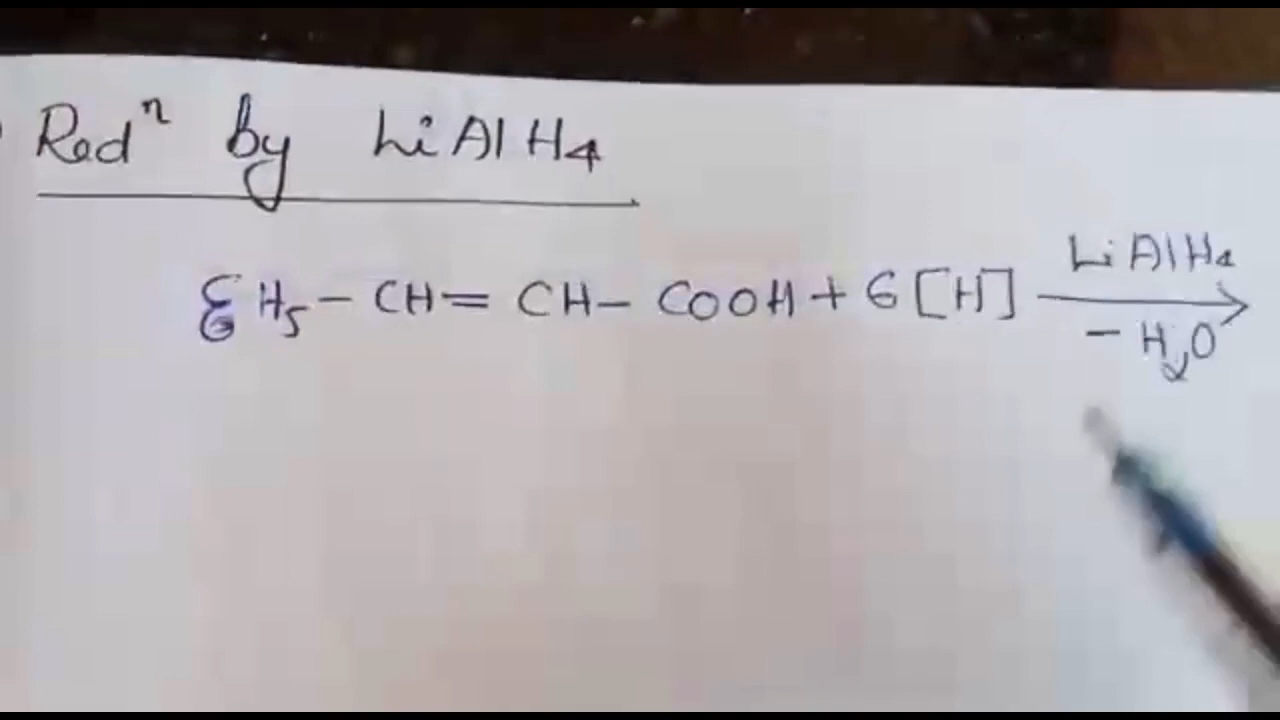 Redⁿ by LiAlH₄
LiAlH₄
C₆H₅ – CH = CH – COOH + 6 [H] ⟶
– H₂O